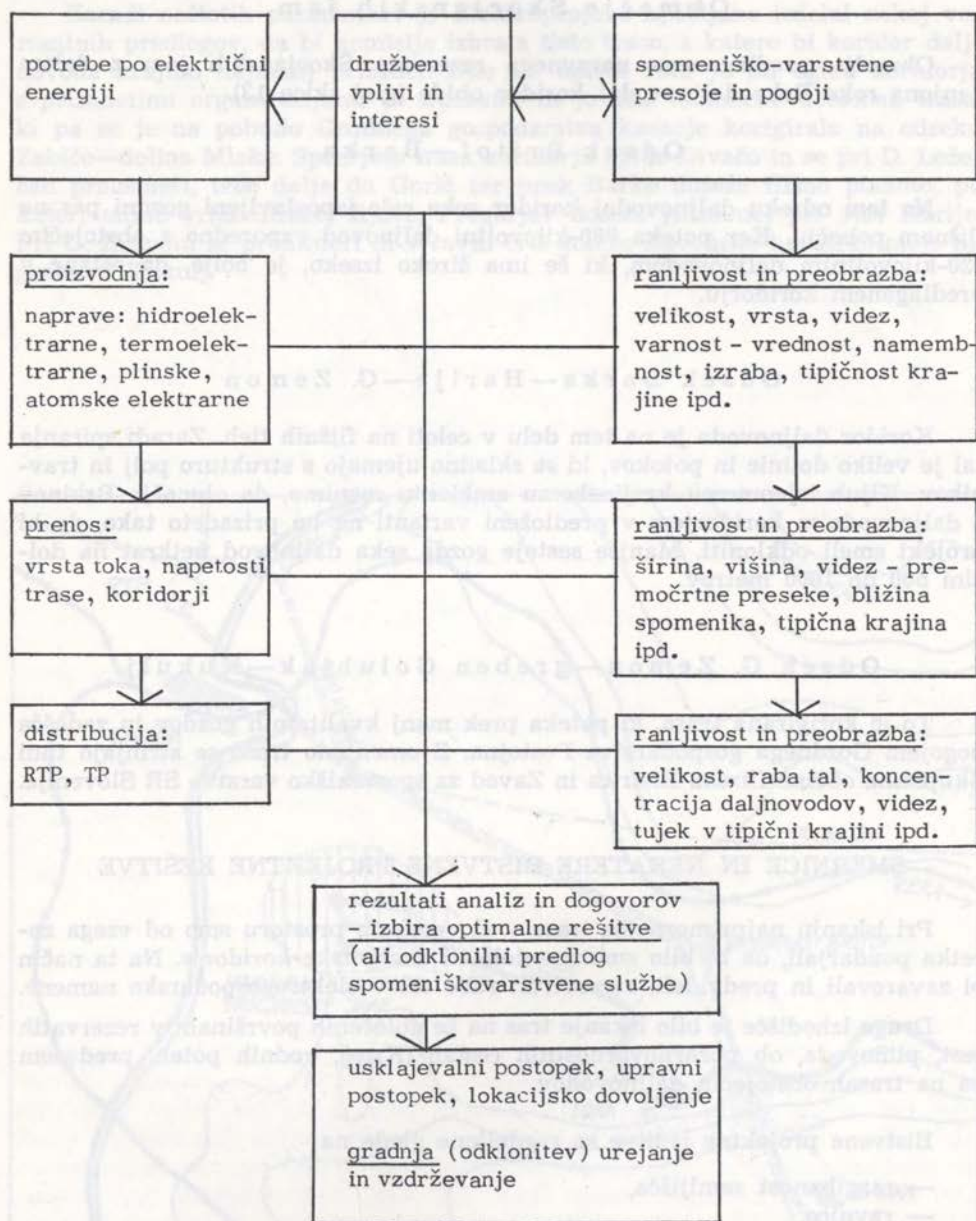 potrebe po električni
energiji
družbeni
vplivi in
interesi
spomeniško-varstvene
presoje in pogoji
proizvodnja:
naprave: hidroelek-
trarne, termoelek-
trarne, plinske,
atomske elektrarne
ranljivost in preobrazba:
velikost, vrsta, videz,
varnost - vrednost, namemb-
nost, izraba, tipičnost kra-
jine ipd.
prenos:
vrsta toka, napetosti
trase, koridorji
ranljivost in preobrazba:
širina, višina, videz - pre-
močrtne preseke, bližina
spomenika, tipična krajina
ipd.
distribucija:
RTP, TP
ranljivost in preobrazba:
velikost, raba tal, koncen-
tracija daljnovodov, videz,
tujek v tipični krajini ipd.
rezultati analiz in dogovorov
- izbira optimalne rešitve
( ali odklonilni predlog
spomeniškovarstvene službe)
usklajevalni postopek, upravni
postopek, lokacijsko dovoljenje
gradnja (odklonitev) urejanje
in vzdrževanje